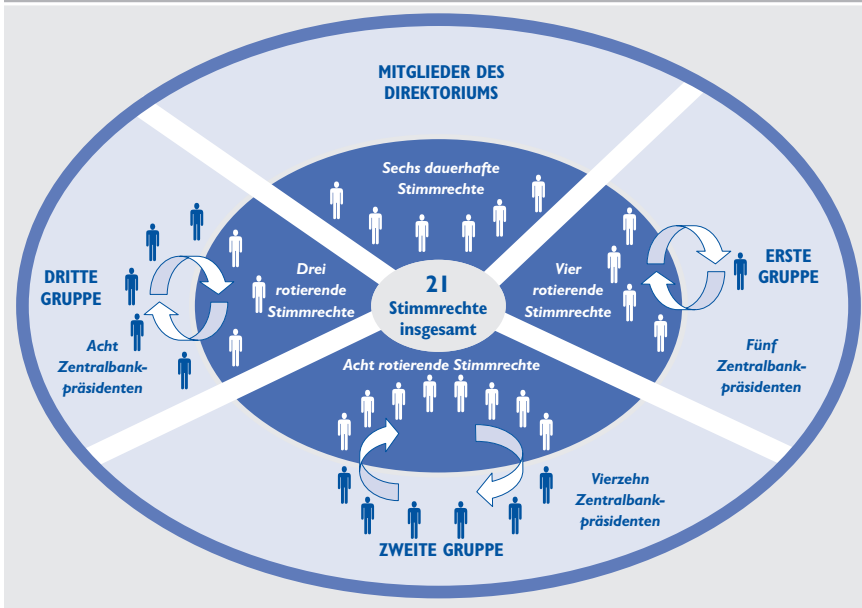 MITGLIEDER DES
DIREKTORIUMS
Sechs dauerhafte
Stimmrechte
DRITTE
GRUPPE
Acht
Zentralbank-
präsidenten
Drei
rotierende
Stimmrechte
21
Stimmrechte
insgesamt
Vier
rotierende
Stimmrechte
ERSTE
GRUPPE
Fünf
Zentralbank-
präsidenten
Acht rotierende Stimmrechte
Vierzehn
Zentralbank-
präsidenten
ZWEITE GRUPPE